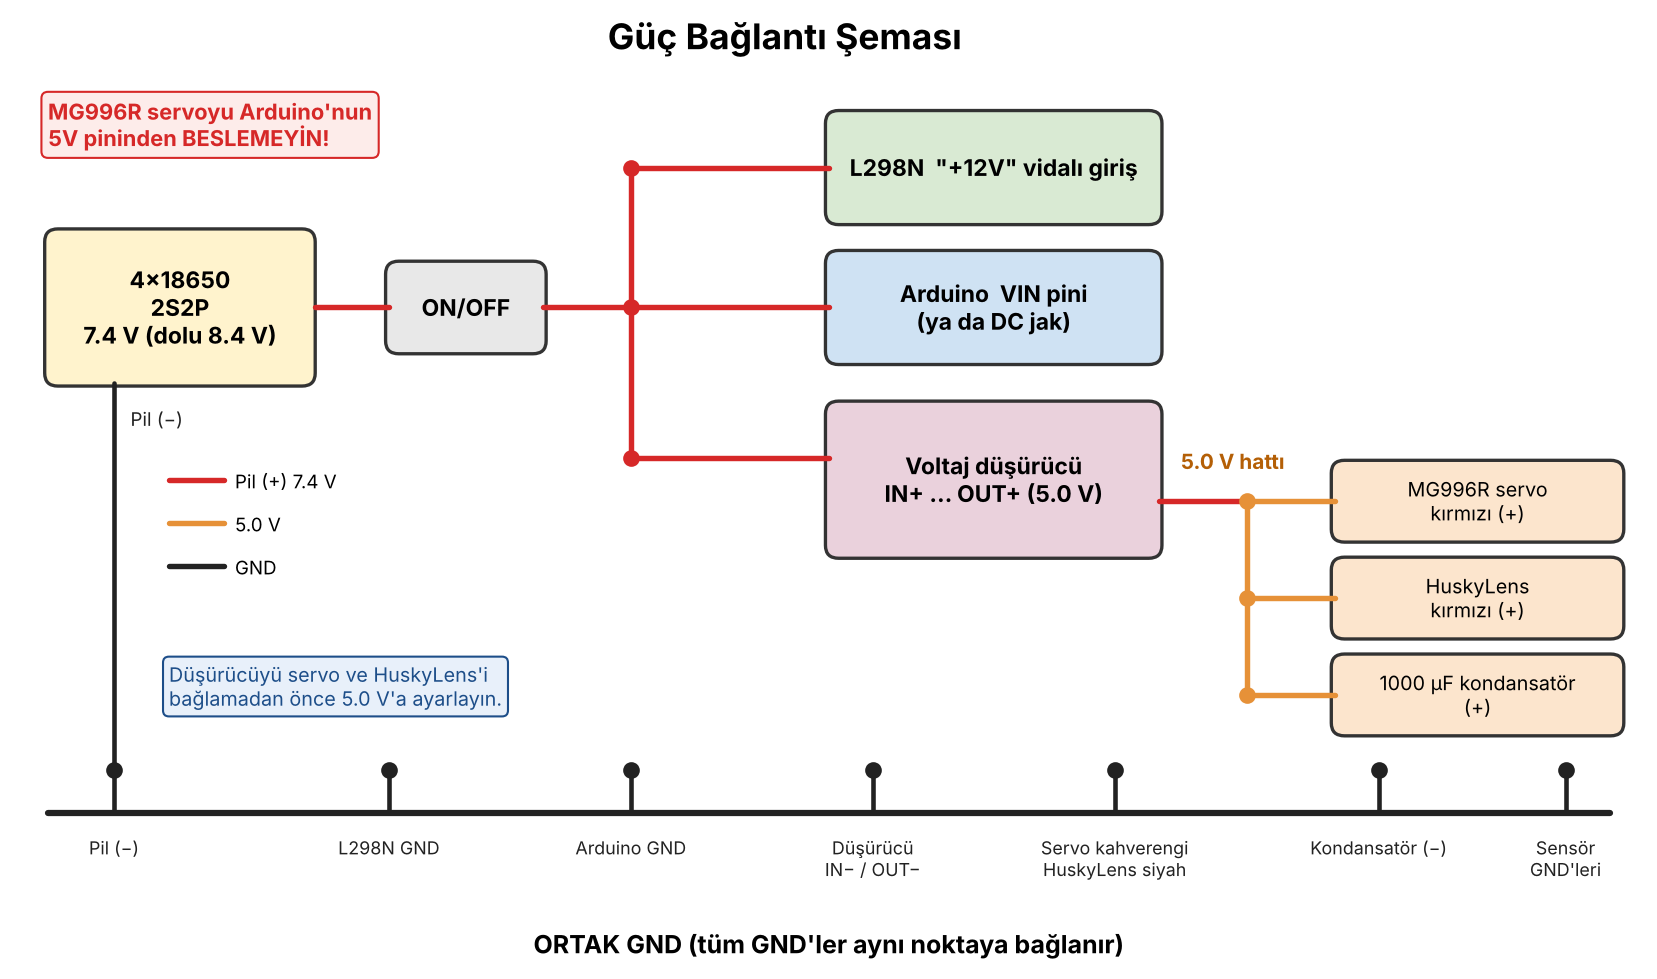 Güç Bağlantı Şeması
MG996R servoyu Arduino'nun
5V pininden BESLEMEYİN!
L298N  "+12V" vidalı giriş
4×18650
2S2P
7.4 V (dolu 8.4 V)
ON/OFF
Arduino  VIN pini
(ya da DC jak)
Pil (−)
Voltaj düşürücü
IN+ ... OUT+ (5.0 V)
5.0 V hattı
MG996R servo
kırmızı (+)
HuskyLens
kırmızı (+)
1000 µF kondansatör
(+)
Pil (+) 7.4 V
5.0 V
GND
Düşürücüyü servo ve HuskyLens'i
bağlamadan önce 5.0 V'a ayarlayın.
Pil (−)
L298N GND
Arduino GND
Düşürücü
IN− / OUT−
Servo kahverengi
HuskyLens siyah
Kondansatör (−)
Sensör
GND'leri
ORTAK GND (tüm GND'ler aynı noktaya bağlanır)